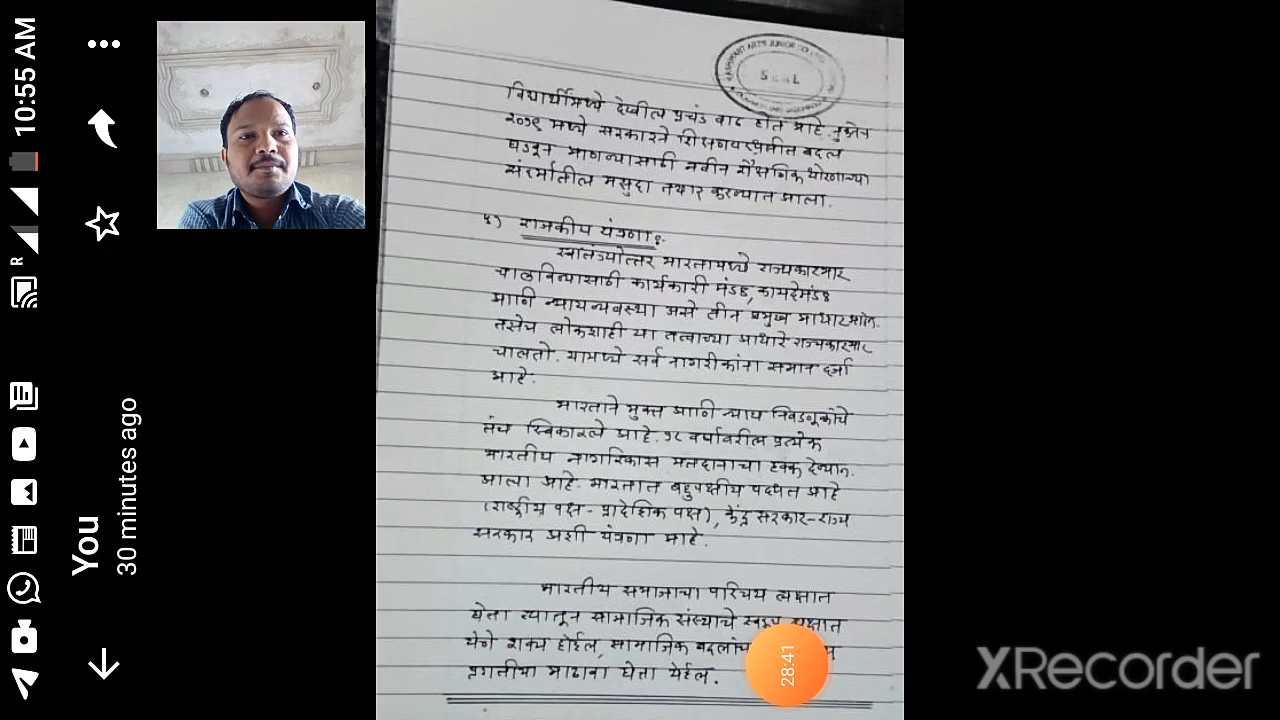 10:55 AM
R
You
30 minutes ago
विद्यार्थीमध्ये देखील प्रचंड वाढ होत आहे. नुकतेच
२०१९ मध्ये सरकारने शिक्षणपद्धमीत बदल
घडवून आणण्यासाठी नवीन शैक्षणिक धोरणाच्या
संदर्भातील मसुदा तयार करण्यात आला.
५) राजकीय यंत्रणा :
स्वातंत्र्योत्तर भारतामध्ये राज्यकारभार
चालविण्यासाठी कार्यकारी मंडळ, कायदेमंडळ
आणि न्यायव्यवस्था असे तीन प्रमुख आधार आहेत.
तसेच लोकशाही या तत्वाच्या आधारे राज्यकारभार
चालतो. यामध्ये सर्व नागरीकांना समान दर्जा
आहे.
भारताने मुक्त आणि न्याय निवडणूकांचे
तंत्र स्विकारले आहे. १८ वर्षावरील प्रत्येक
भारतीय नागरिकास मतदानाचा हक्क देण्यात
आला आहे. भारतात बहुपक्षीय पद्धत आहे
(राष्ट्रीय पक्ष - प्रादेशिक पक्ष), केंद्र सरकार - राज्य
सरकार अशी यंत्रणा आहे.
भारतीय समाजाचा परिचय लक्षात
घेता त्यातून सामाजिक संस्थाचे स्वरूप लक्षात
येणे शक्य होईल, सामाजिक
प्रगतीचा आढावा घेता येईल.
28:41
XRecorder